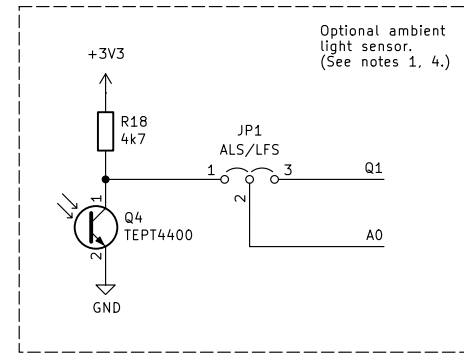 Optional ambient
light sensor.
(See notes 1, 4.)
+3V3
R18
4k7
JP1
ALS/LFS
1
3
Q1
2
A0
1
Q4
TEPT4400
2
GND